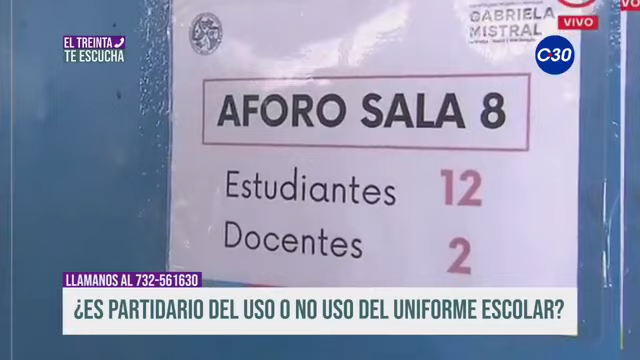 EL TREINTA
TE ESCUCHA
GABRIELA
MISTRAL
VIVO
C30
AFORO SALA 8
Estudiantes 12
Docentes 2
LLAMANOS AL 732-561630
¿ES PARTIDARIO DEL USO O NO USO DEL UNIFORME ESCOLAR?